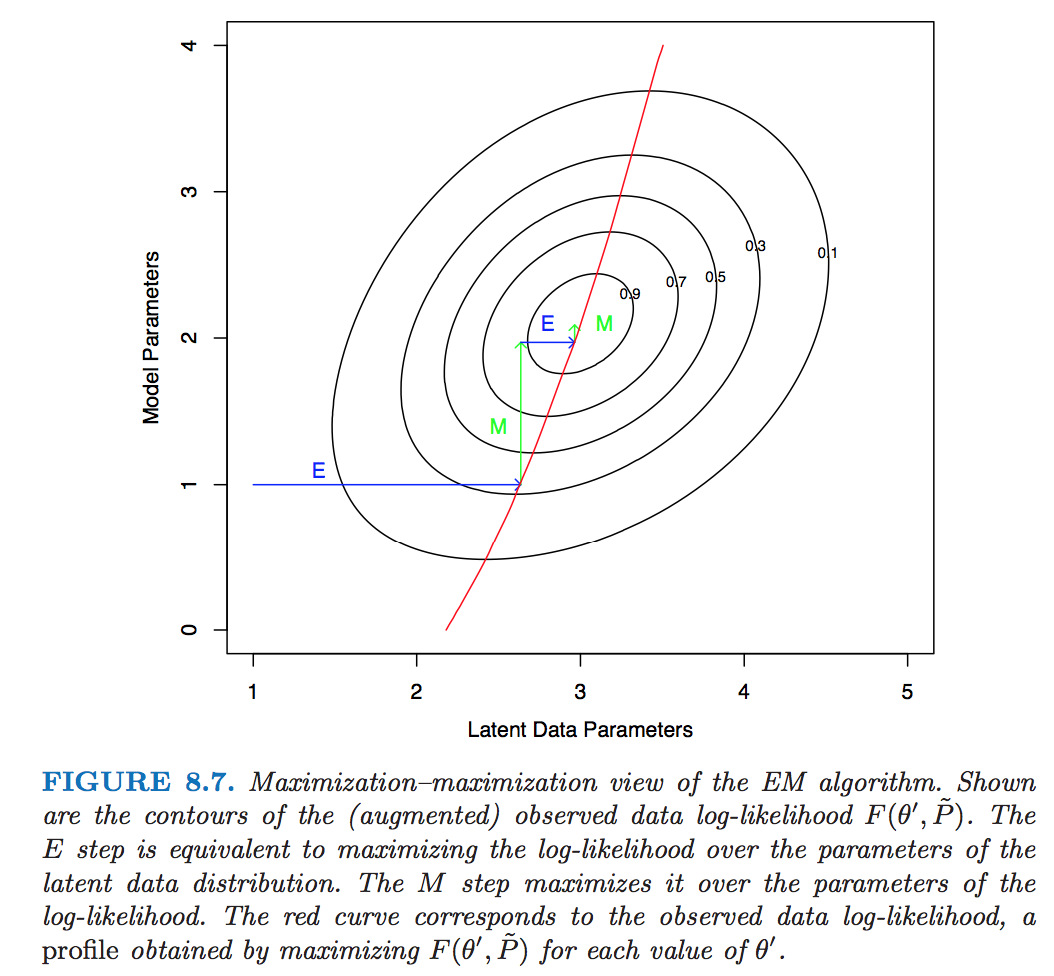 4
3
2
1
0
Model Parameters
0.1
0.3
0.5
0.7
0.9
E
M
M
E
1
2
3
4
5
Latent Data Parameters
FIGURE 8.7. Maximization–maximization view of the EM algorithm. Shown
are the contours of the (augmented) observed data log-likelihood F(θ′, P̃). The
E step is equivalent to maximizing the log-likelihood over the parameters of the
latent data distribution. The M step maximizes it over the parameters of the
log-likelihood. The red curve corresponds to the observed data log-likelihood, a
profile obtained by maximizing F(θ′, P̃) for each value of θ′.